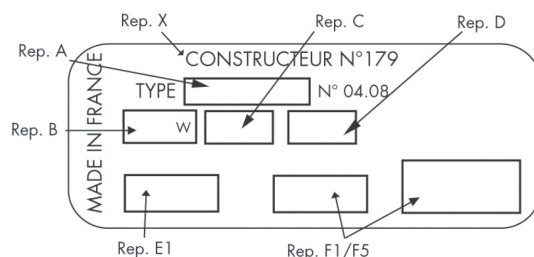 Rep. X
Rep. C
Rep. D
Rep. A
CONSTRUCTEUR N°179
TYPE
N° 04.08
Rep. B
W
MADE IN FRANCE
Rep. E1
Rep. F1/F5